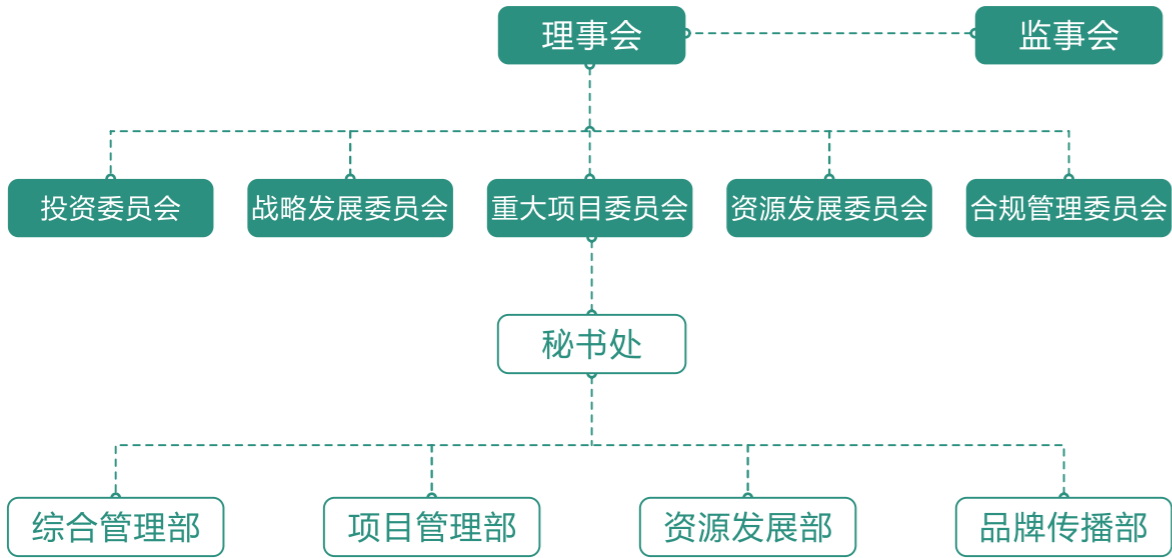 理事会
监事会
投资委员会
战略发展委员会
重大项目委员会
资源发展委员会
合规管理委员会
秘书处
综合管理部
项目管理部
资源发展部
品牌传播部